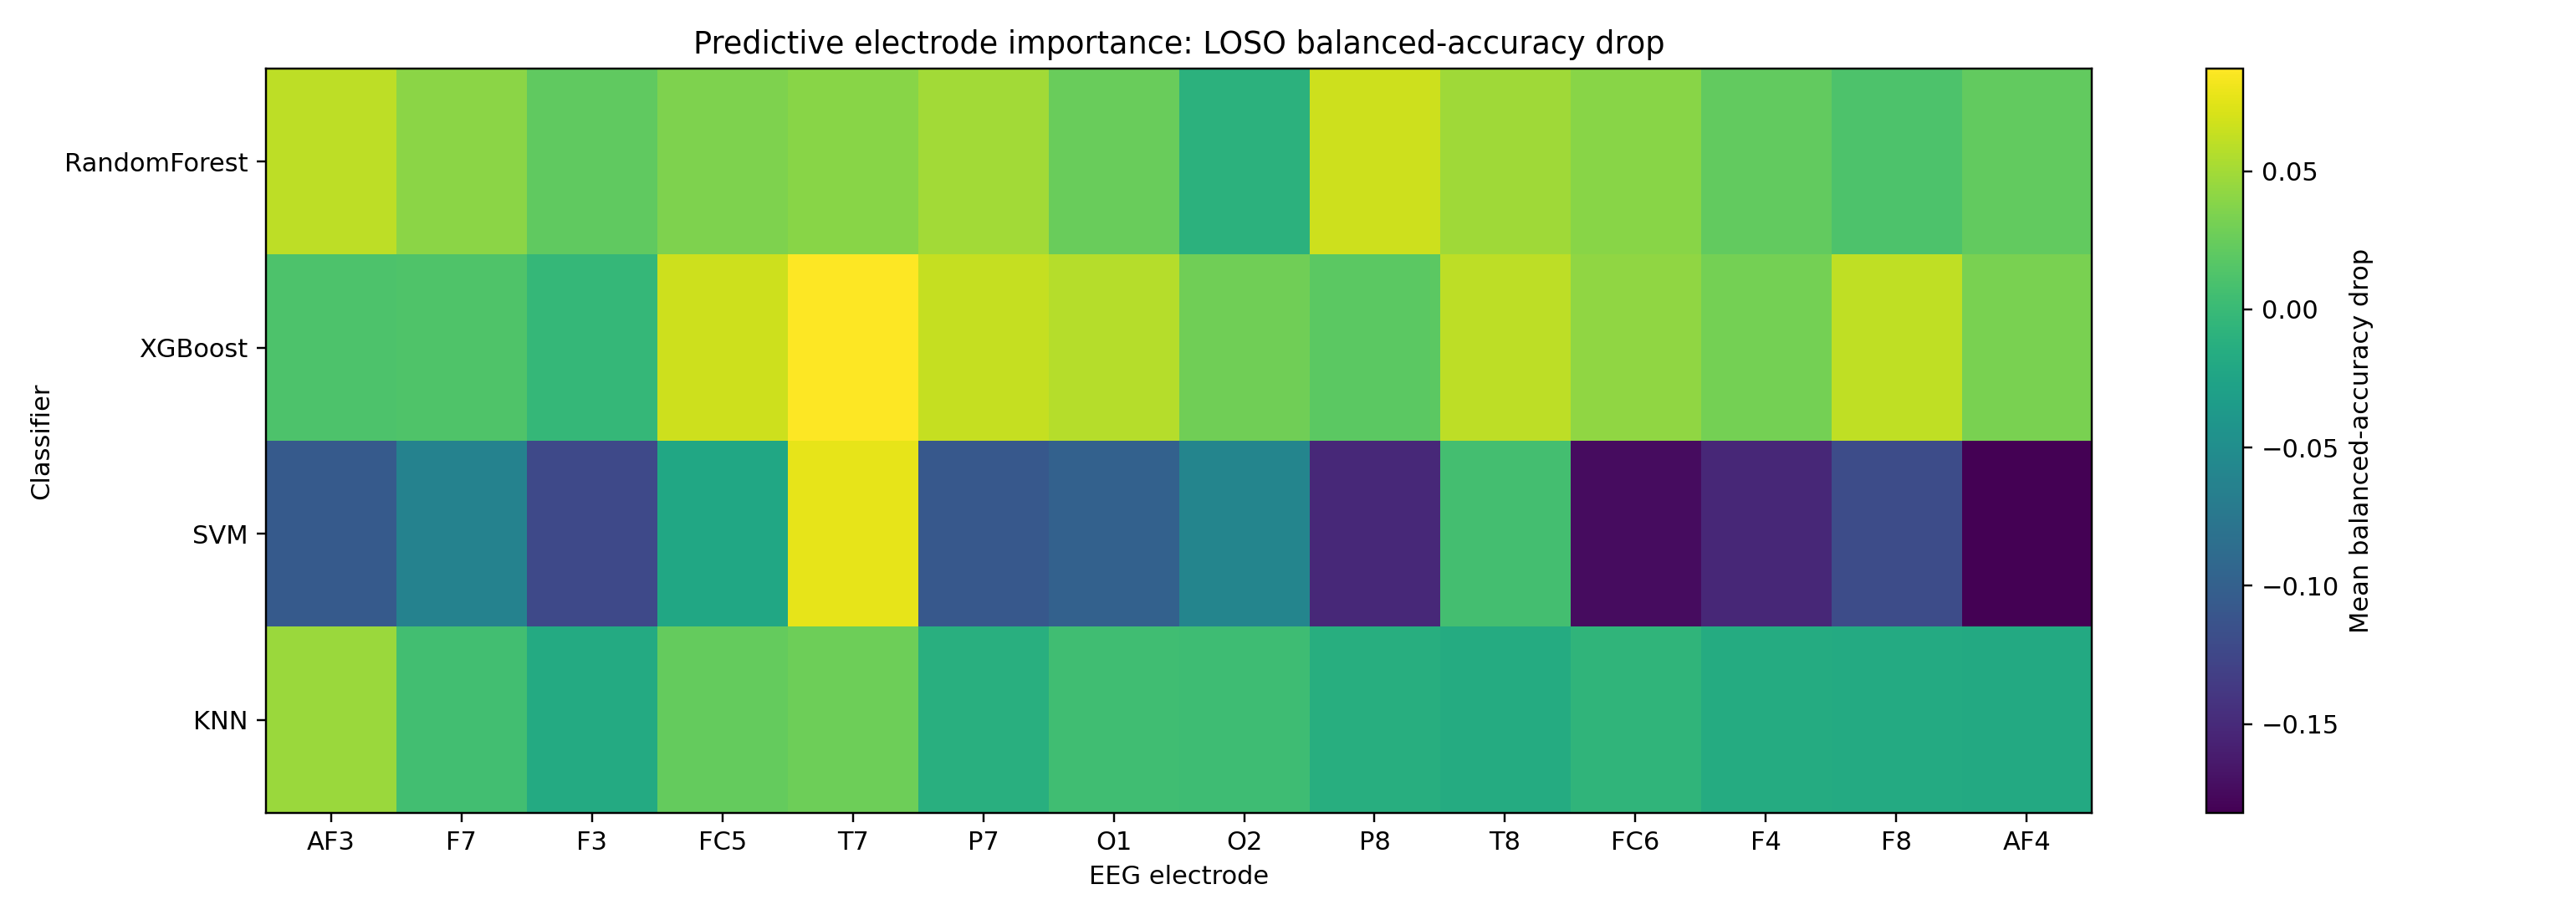 Predictive electrode importance: LOSO balanced-accuracy drop
Classifier
RandomForest
XGBoost
SVM
KNN
AF3 F7 F3 FC5 T7 P7 O1 O2 P8 T8 FC6 F4 F8 AF4
EEG electrode
0.05
0.00
−0.05
−0.10
−0.15
Mean balanced-accuracy drop